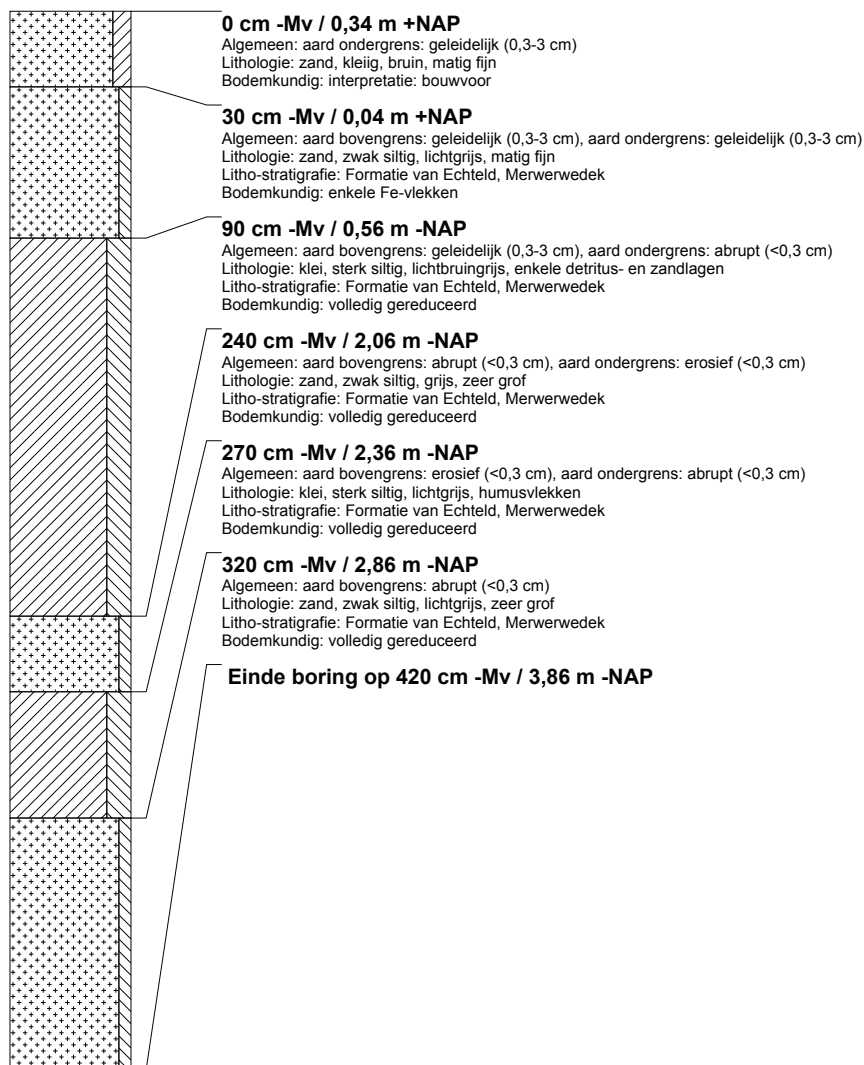 0 cm -Mv / 0,34 m +NAP
Algemeen: aard ondergrens: geleidelijk (0,3-3 cm)
Lithologie: zand, kleiig, bruin, matig fijn
Bodemkundig: interpretatie: bouwvoor
30 cm -Mv / 0,04 m +NAP
Algemeen: aard bovengrens: geleidelijk (0,3-3 cm), aard ondergrens: geleidelijk (0,3-3 cm)
Lithologie: zand, zwak siltig, lichtgrijs, matig fijn
Litho-stratigrafie: Formatie van Echteld, Merwerwedek
Bodemkundig: enkele Fe-vlekken
90 cm -Mv / 0,56 m -NAP
Algemeen: aard bovengrens: geleidelijk (0,3-3 cm), aard ondergrens: abrupt (<0,3 cm)
Lithologie: klei, sterk siltig, lichtbruingrijs, enkele detritus- en zandlagen
Litho-stratigrafie: Formatie van Echteld, Merwerwedek
Bodemkundig: volledig gereduceerd
240 cm -Mv / 2,06 m -NAP
Algemeen: aard bovengrens: abrupt (<0,3 cm), aard ondergrens: erosief (<0,3 cm)
Lithologie: zand, zwak siltig, grijs, zeer grof
Litho-stratigrafie: Formatie van Echteld, Merwerwedek
Bodemkundig: volledig gereduceerd
270 cm -Mv / 2,36 m -NAP
Algemeen: aard bovengrens: erosief (<0,3 cm), aard ondergrens: abrupt (<0,3 cm)
Lithologie: klei, sterk siltig, lichtgrijs, humusvlekken
Litho-stratigrafie: Formatie van Echteld, Merwerwedek
Bodemkundig: volledig gereduceerd
320 cm -Mv / 2,86 m -NAP
Algemeen: aard bovengrens: abrupt (<0,3 cm)
Lithologie: zand, zwak siltig, lichtgrijs, zeer grof
Litho-stratigrafie: Formatie van Echteld, Merwerwedek
Bodemkundig: volledig gereduceerd
Einde boring op 420 cm -Mv / 3,86 m -NAP